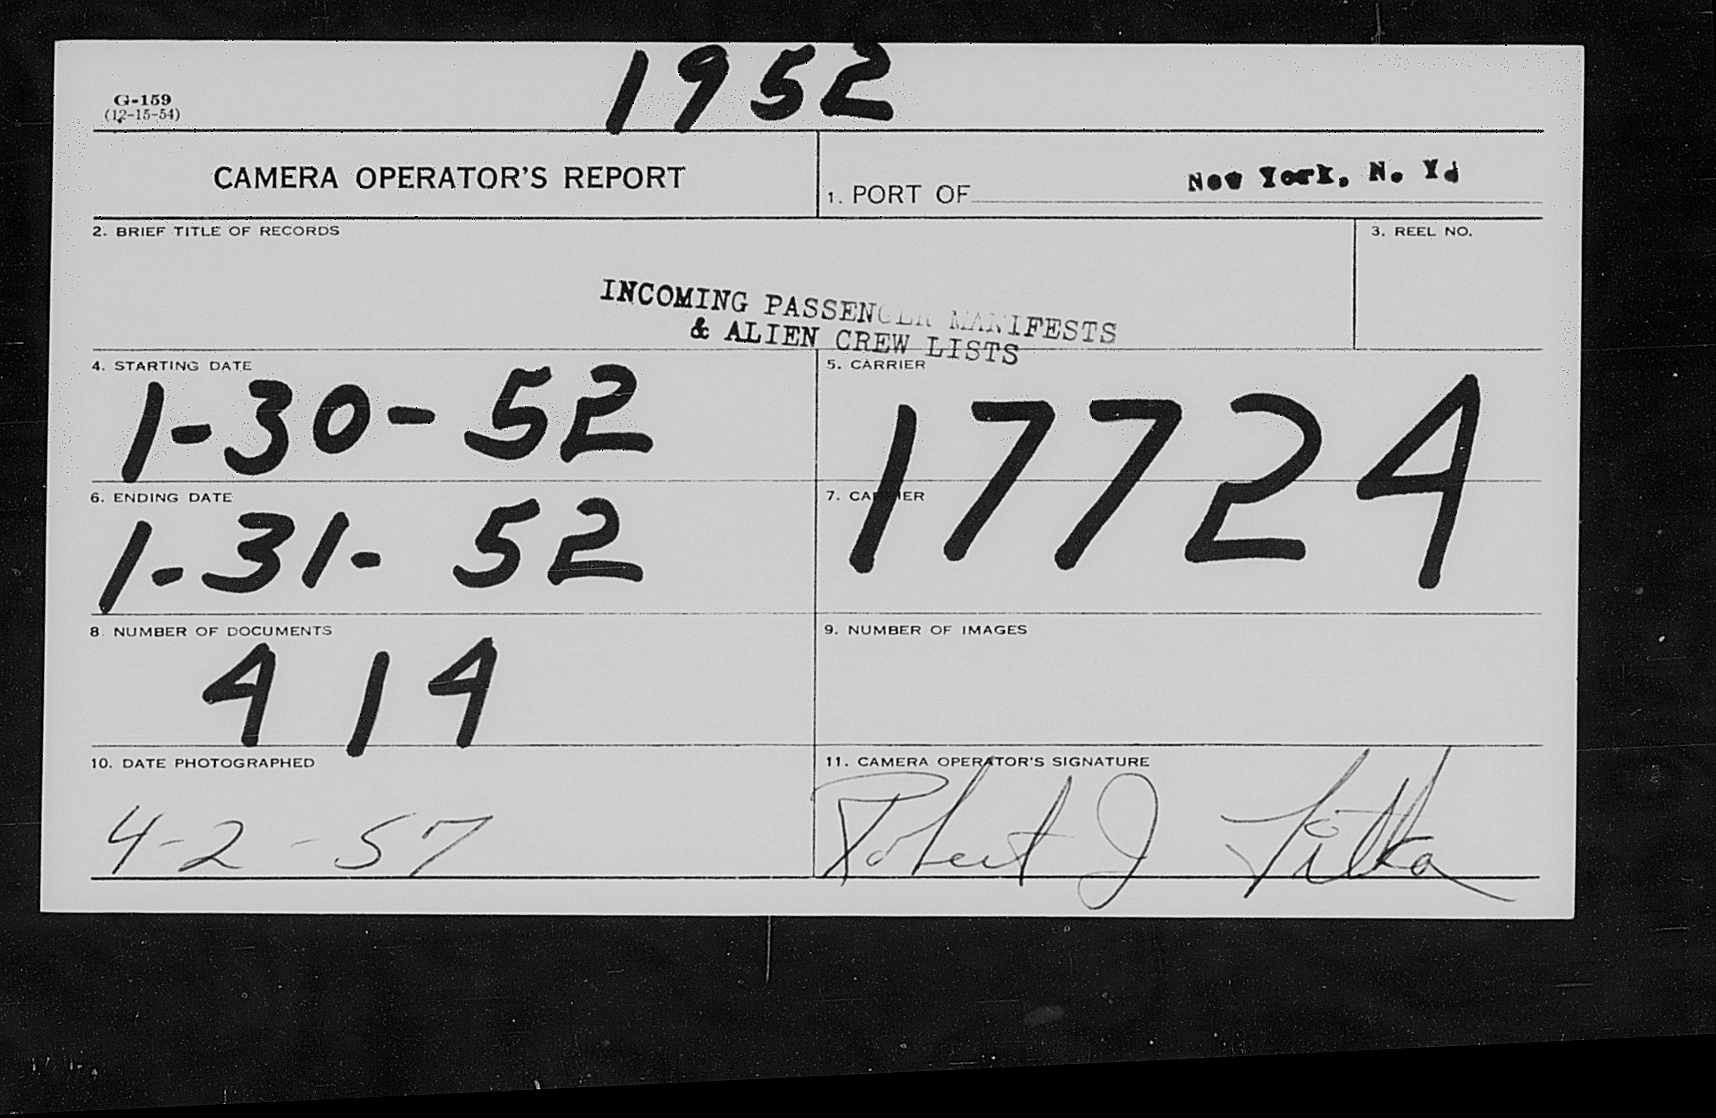 1952
G-159
(12-15-54)
CAMERA OPERATOR'S REPORT
1. PORT OF New York, N. Y.
2. BRIEF TITLE OF RECORDS
3. REEL NO.
INCOMING PASSENGER MANIFESTS
& ALIEN CREW LISTS
4. STARTING DATE
1-30-52
5. CARRIER
17724
6. ENDING DATE
1-31-52
7. CARRIER
8. NUMBER OF DOCUMENTS
414
9. NUMBER OF IMAGES
10. DATE PHOTOGRAPHED
4-2-57
11. CAMERA OPERATOR'S SIGNATURE
Robert J